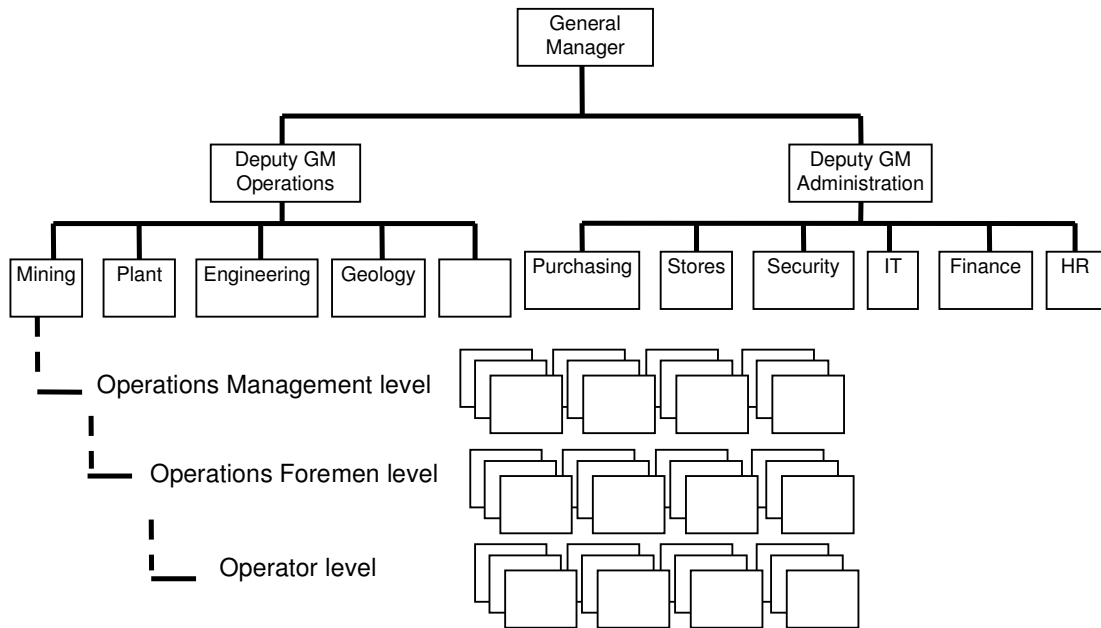 General
Manager
Deputy GM
Operations
Deputy GM
Administration
Mining
Plant
Engineering
Geology
Purchasing
Stores
Security
IT
Finance
HR
Operations Management level
Operations Foremen level
Operator level